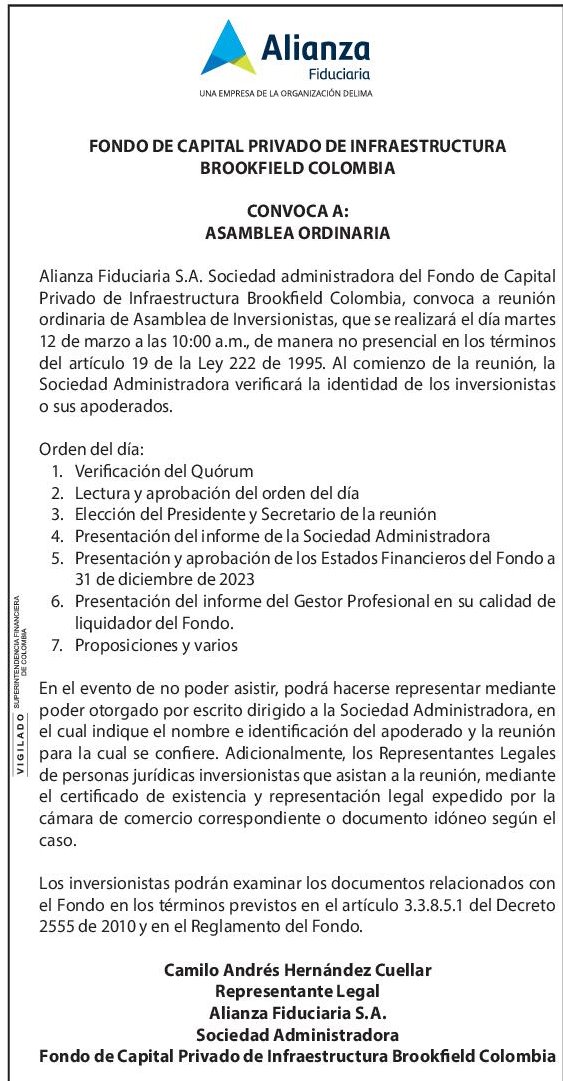 Alianza
Fiduciaria
UNA EMPRESA DE LA ORGANIZACIÓN DELIMA
FONDO DE CAPITAL PRIVADO DE INFRAESTRUCTURA
BROOKFIELD COLOMBIA
CONVOCA A:
ASAMBLEA ORDINARIA
Alianza Fiduciaria S.A. Sociedad administradora del Fondo de Capital
Privado de Infraestructura Brookfield Colombia, convoca a reunión
ordinaria de Asamblea de Inversionistas, que se realizará el día martes
12 de marzo a las 10:00 a.m., de manera no presencial en los términos
del artículo 19 de la Ley 222 de 1995. Al comienzo de la reunión, la
Sociedad Administradora verificará la identidad de los inversionistas
o sus apoderados.
Orden del día:
1. Verificación del Quórum
2. Lectura y aprobación del orden del día
3. Elección del Presidente y Secretario de la reunión
4. Presentación del informe de la Sociedad Administradora
5. Presentación y aprobación de los Estados Financieros del Fondo a
31 de diciembre de 2023
6. Presentación del informe del Gestor Profesional en su calidad de
liquidador del Fondo.
7. Proposiciones y varios
En el evento de no poder asistir, podrá hacerse representar mediante
poder otorgado por escrito dirigido a la Sociedad Administradora, en
el cual indique el nombre e identificación del apoderado y la reunión
para la cual se confiere. Adicionalmente, los Representantes Legales
de personas jurídicas inversionistas que asistan a la reunión, mediante
el certificado de existencia y representación legal expedido por la
cámara de comercio correspondiente o documento idóneo según el
caso.
Los inversionistas podrán examinar los documentos relacionados con
el Fondo en los términos previstos en el artículo 3.3.8.5.1 del Decreto
2555 de 2010 y en el Reglamento del Fondo.
Camilo Andrés Hernández Cuellar
Representante Legal
Alianza Fiduciaria S.A.
Sociedad Administradora
Fondo de Capital Privado de Infraestructura Brookfield Colombia
VIGILADO SUPERINTENDENCIA FINANCIERA
DE COLOMBIA